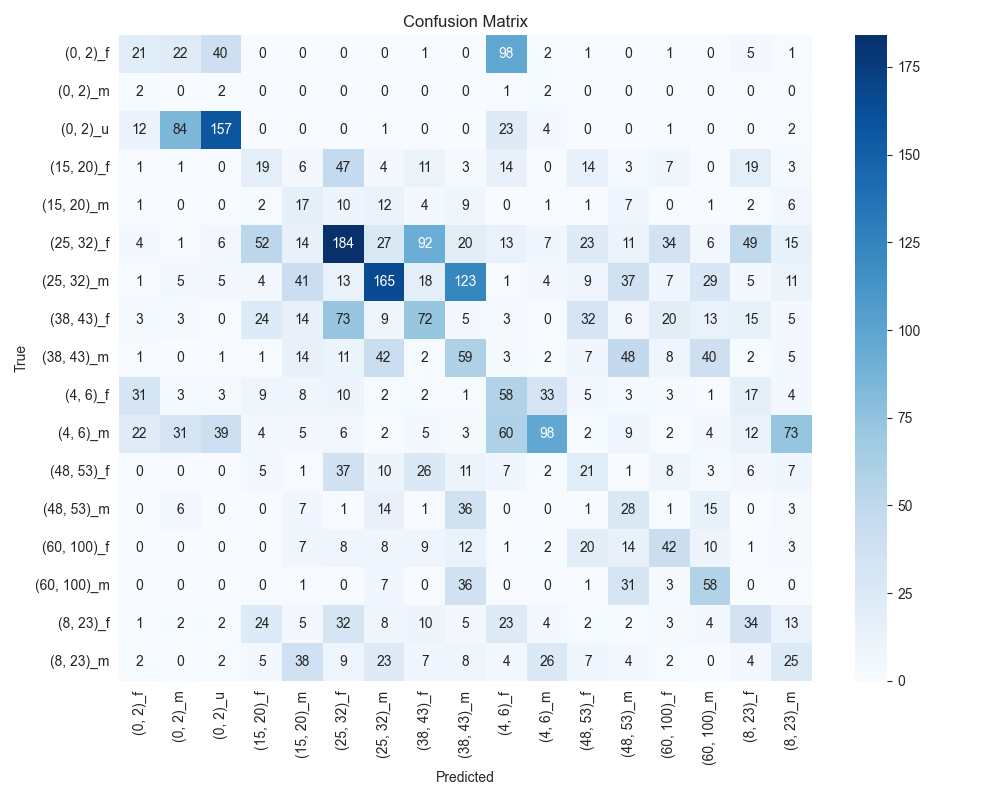 Confusion Matrix
(0, 2)_f 21 22 40 0 0 0 0 1 0 98 2 1 0 1 0 5 1
(0, 2)_m 2 0 2 0 0 0 0 0 0 1 2 0 0 0 0 0 0
(0, 2)_u 12 84 157 0 0 0 1 0 0 23 4 0 0 1 0 0 2
(15, 20)_f 1 1 0 19 6 47 4 11 3 14 0 14 3 7 0 19 3
(15, 20)_m 1 0 0 2 17 10 12 4 9 0 1 1 7 0 1 2 6
(25, 32)_f 4 1 6 52 14 184 27 92 20 13 7 23 11 34 6 49 15
(25, 32)_m 1 5 5 4 41 13 165 18 123 1 4 9 37 7 29 5 11
(38, 43)_f 3 3 0 24 14 73 9 72 5 3 0 32 6 20 13 15 5
(38, 43)_m 1 0 1 1 14 11 42 2 59 3 2 7 48 8 40 2 5
(4, 6)_f 31 3 3 9 8 10 2 2 1 58 33 5 3 3 1 17 4
(4, 6)_m 22 31 39 4 5 6 2 5 3 60 98 2 9 2 4 12 73
(48, 53)_f 0 0 0 5 1 37 10 26 11 7 2 21 1 8 3 6 7
(48, 53)_m 0 6 0 0 7 1 14 1 36 0 0 1 28 1 15 0 3
(60, 100)_f 0 0 0 0 7 8 8 9 12 1 2 20 14 42 10 1 3
(60, 100)_m 0 0 0 0 1 0 7 0 36 0 0 1 31 3 58 0 0
(8, 23)_f 1 2 2 24 5 32 8 10 5 23 4 2 2 3 4 34 13
(8, 23)_m 2 0 2 5 38 9 23 7 8 4 26 7 4 2 0 4 25
True
(0, 2)_f (0, 2)_m (0, 2)_u (15, 20)_f (15, 20)_m (25, 32)_f (25, 32)_m (38, 43)_f (38, 43)_m (4, 6)_f (4, 6)_m (48, 53)_f (48, 53)_m (60, 100)_f (60, 100)_m (8, 23)_f (8, 23)_m
Predicted
175
150
125
100
75
50
25
0